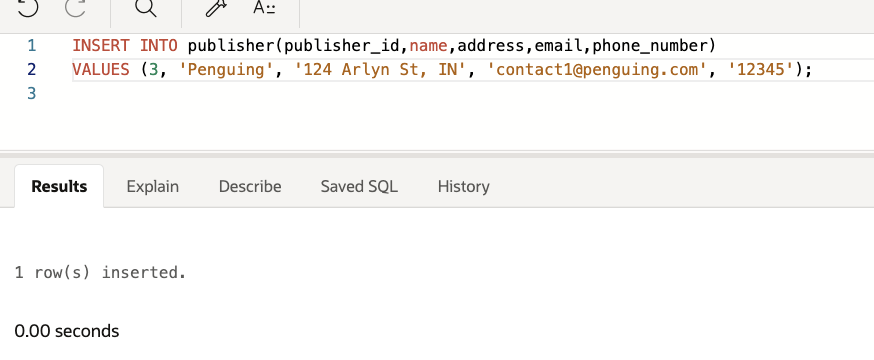 A
1 INSERT INTO publisher(publisher_id,name,address,email,phone_number)
2 VALUES (3, 'Penguing', '124 Arlyn St, IN', 'contact1@penguing.com', '12345');
3
Results Explain Describe Saved SQL History
1 row(s) inserted.
0.00 seconds